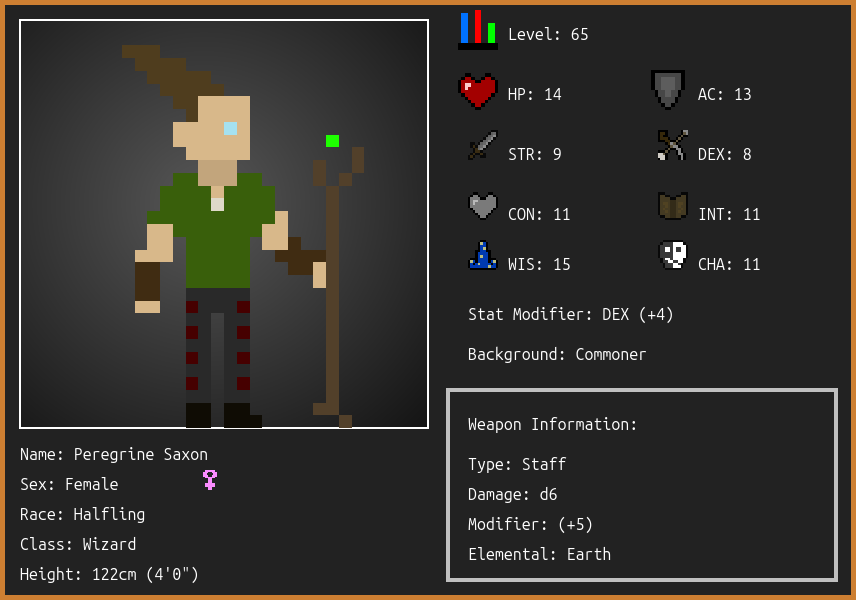 Level: 65
HP: 14
AC: 13
STR: 9
DEX: 8
CON: 11
INT: 11
WIS: 15
CHA: 11
Stat Modifier: DEX (+4)
Background: Commoner
Weapon Information:
Type: Staff
Damage: d6
Modifier: (+5)
Elemental: Earth
Name: Peregrine Saxon
Sex: Female
Race: Halfling
Class: Wizard
Height: 122cm (4'0")